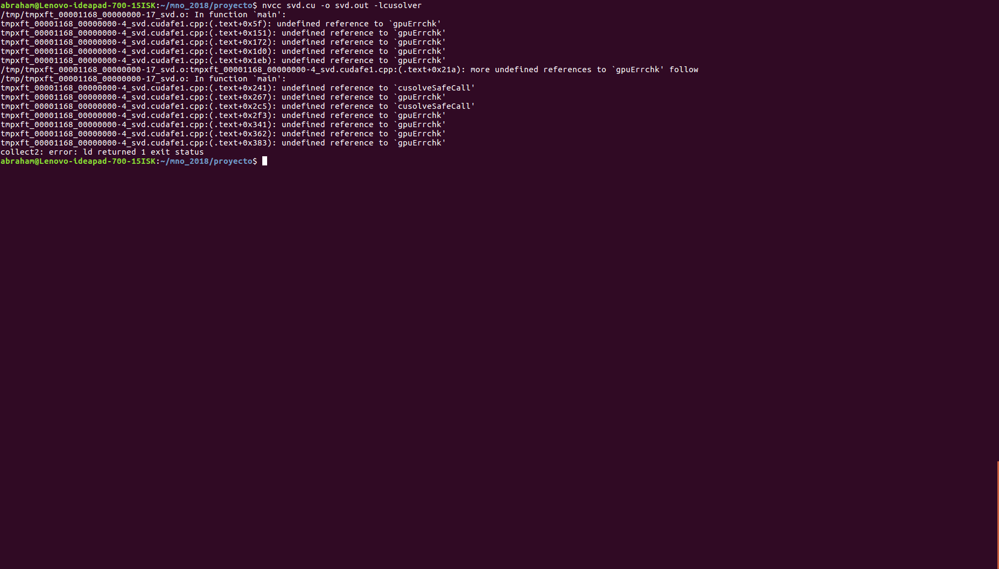 abraham@Lenovo-ideapad-700-15ISK:~/mno_2018/proyecto$ nvcc svd.cu -o svd.out -lcusolver
/tmp/tmpxft_00001168_00000000-17_svd.o: In function `main':
tmpxft_00001168_00000000-4_svd.cudafe1.cpp:(.text+0x5f): undefined reference to `gpuErrchk'
tmpxft_00001168_00000000-4_svd.cudafe1.cpp:(.text+0x151): undefined reference to `gpuErrchk'
tmpxft_00001168_00000000-4_svd.cudafe1.cpp:(.text+0x172): undefined reference to `gpuErrchk'
tmpxft_00001168_00000000-4_svd.cudafe1.cpp:(.text+0x1d0): undefined reference to `gpuErrchk'
tmpxft_00001168_00000000-4_svd.cudafe1.cpp:(.text+0x1eb): undefined reference to `gpuErrchk'
/tmp/tmpxft_00001168_00000000-17_svd.o:tmpxft_00001168_00000000-4_svd.cudafe1.cpp:(.text+0x21a): more undefined references to `gpuErrchk' follow
/tmp/tmpxft_00001168_00000000-17_svd.o: In function `main':
tmpxft_00001168_00000000-4_svd.cudafe1.cpp:(.text+0x241): undefined reference to `cusolveSafeCall'
tmpxft_00001168_00000000-4_svd.cudafe1.cpp:(.text+0x267): undefined reference to `gpuErrchk'
tmpxft_00001168_00000000-4_svd.cudafe1.cpp:(.text+0x2c5): undefined reference to `cusolveSafeCall'
tmpxft_00001168_00000000-4_svd.cudafe1.cpp:(.text+0x2f3): undefined reference to `gpuErrchk'
tmpxft_00001168_00000000-4_svd.cudafe1.cpp:(.text+0x341): undefined reference to `gpuErrchk'
tmpxft_00001168_00000000-4_svd.cudafe1.cpp:(.text+0x362): undefined reference to `gpuErrchk'
tmpxft_00001168_00000000-4_svd.cudafe1.cpp:(.text+0x383): undefined reference to `gpuErrchk'
collect2: error: ld returned 1 exit status
abraham@Lenovo-ideapad-700-15ISK:~/mno_2018/proyecto$